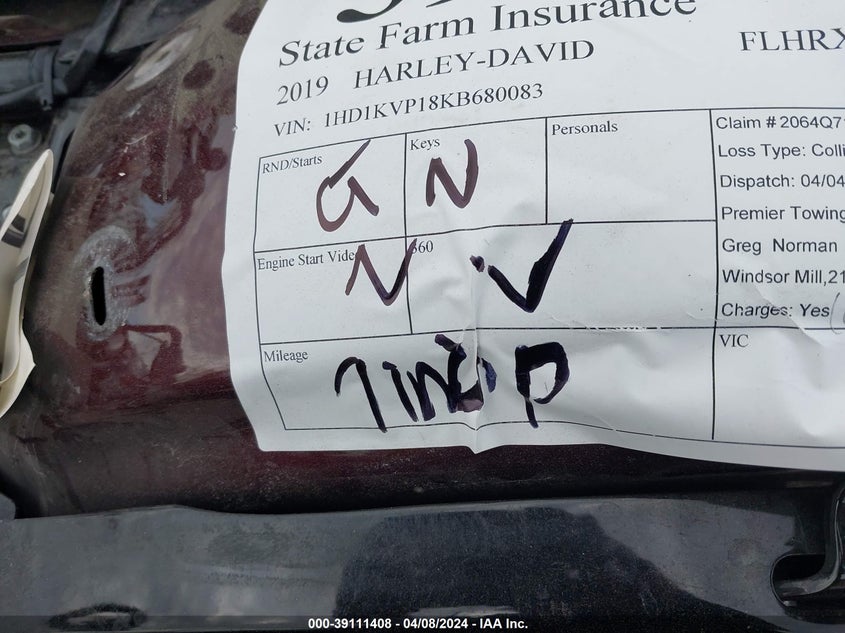 State Farm Insurance
2019 HARLEY-DAVID FLHRX
VIN: 1HD1KVP18KB680083
RND/Starts
Keys
N
Personals
Claim # 2064Q7
Loss Type: Colli
Dispatch: 04/04
Premier Towing
Greg Norman
Windsor Mill,21
Charges: Yes
Engine Start Vide
N
360
Mileage
VIC
000-39111408 - 04/08/2024 - IAA Inc.